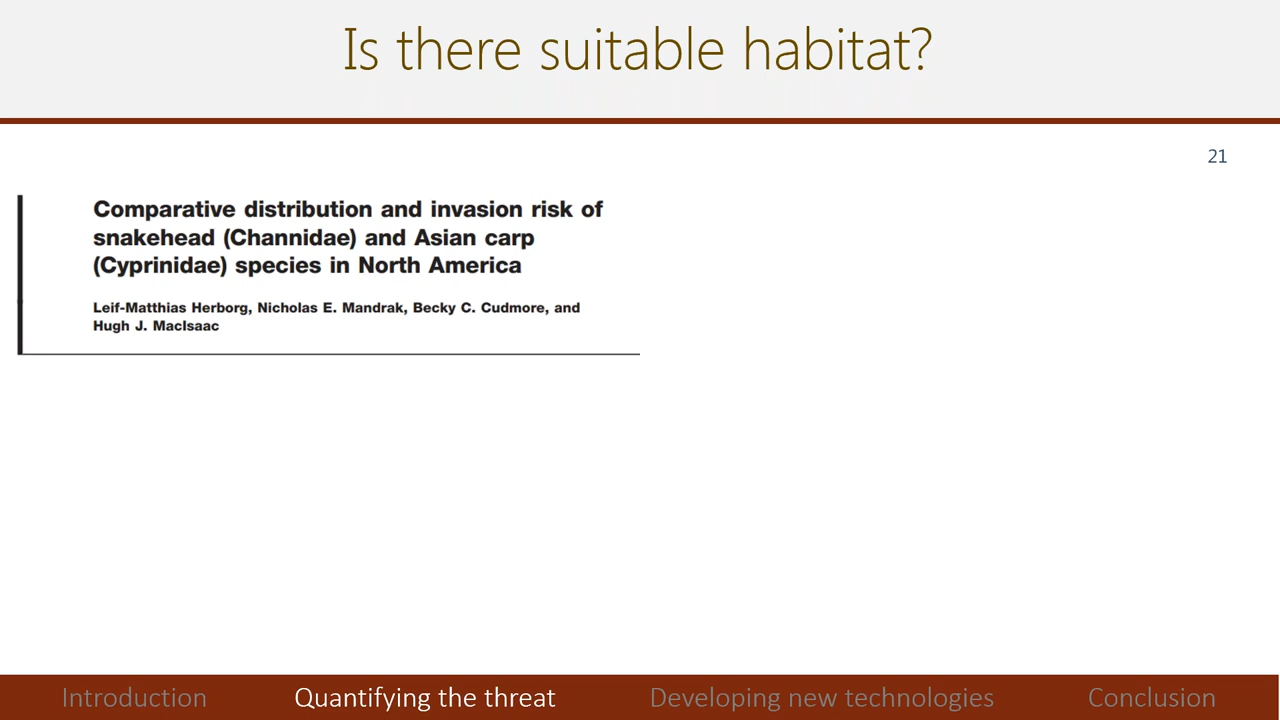 Is there suitable habitat?
21
Comparative distribution and invasion risk of
snakehead (Channidae) and Asian carp
(Cyprinidae) species in North America
Leif-Matthias Herborg, Nicholas E. Mandrak, Becky C. Cudmore, and
Hugh J. MacIsaac
Introduction Quantifying the threat Developing new technologies Conclusion